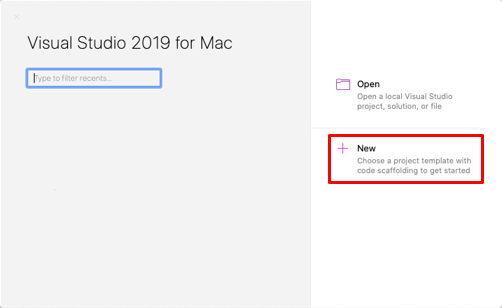 Visual Studio 2019 for Mac
Type to filter recents...
Open
Open a local Visual Studio
project, solution, or file
New
Choose a project template with
code scaffolding to get started